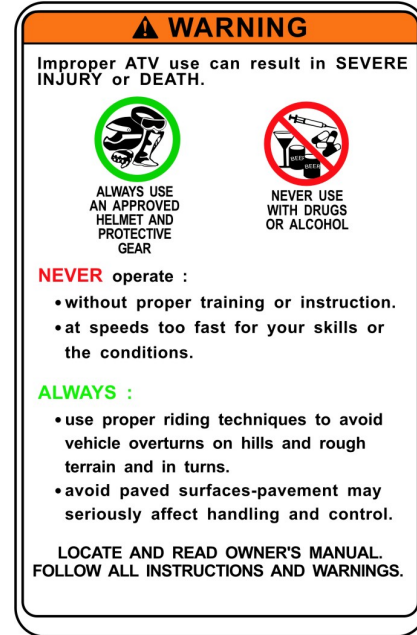 WARNING
Improper ATV use can result in SEVERE
INJURY or DEATH.
ALWAYS USE
AN APPROVED
HELMET AND
PROTECTIVE
GEAR
NEVER USE
WITH DRUGS
OR ALCOHOL
BEER
BEER
NEVER operate :
•without proper training or instruction.
•at speeds too fast for your skills or
the conditions.
ALWAYS :
•use proper riding techniques to avoid
vehicle overturns on hills and rough
terrain and in turns.
•avoid paved surfaces-pavement may
seriously affect handling and control.
LOCATE AND READ OWNER'S MANUAL.
FOLLOW ALL INSTRUCTIONS AND WARNINGS.